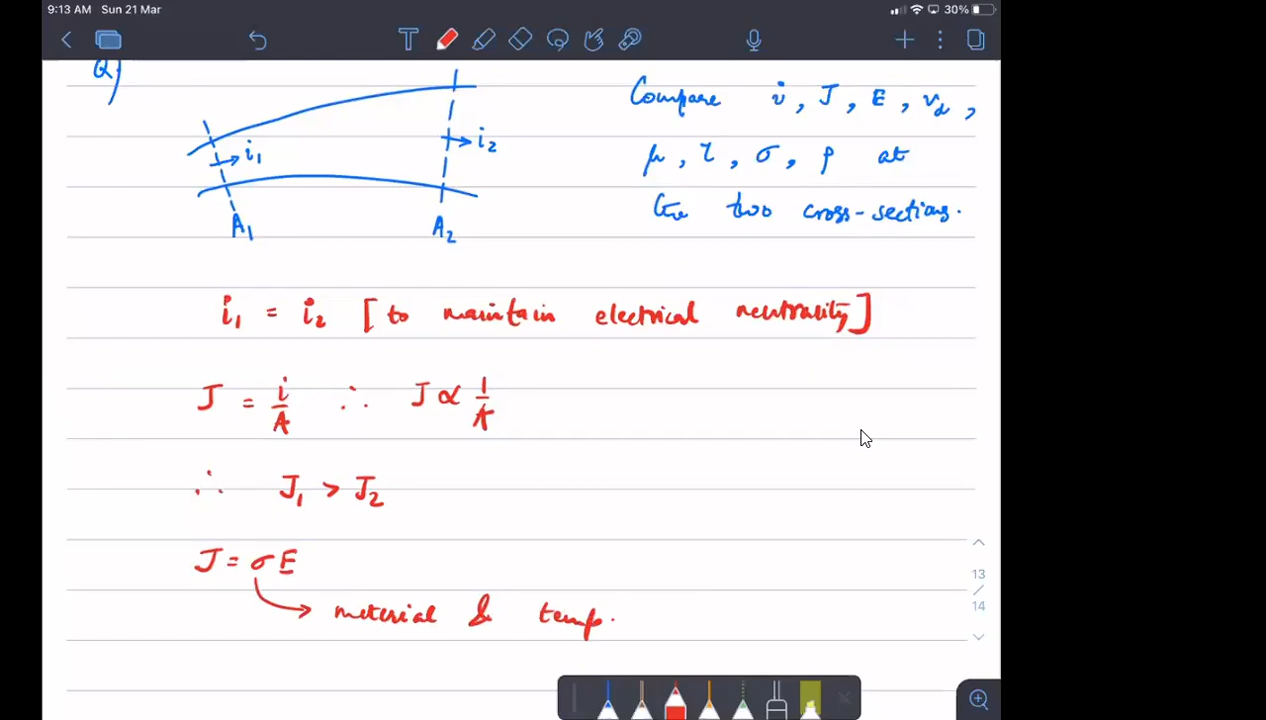 9:13 AM Sun 21 Mar
30%
Q)
Compare i, J, E, v_d,
i₁
i₂
μ, τ, σ, ρ at
the two cross-sections.
A₁
A₂
i₁ = i₂ [to maintain electrical neutrality]
J = i/A ∴ J ∝ 1/A
∴ J₁ > J₂
J = σE
→ material & temp.
13
/
14